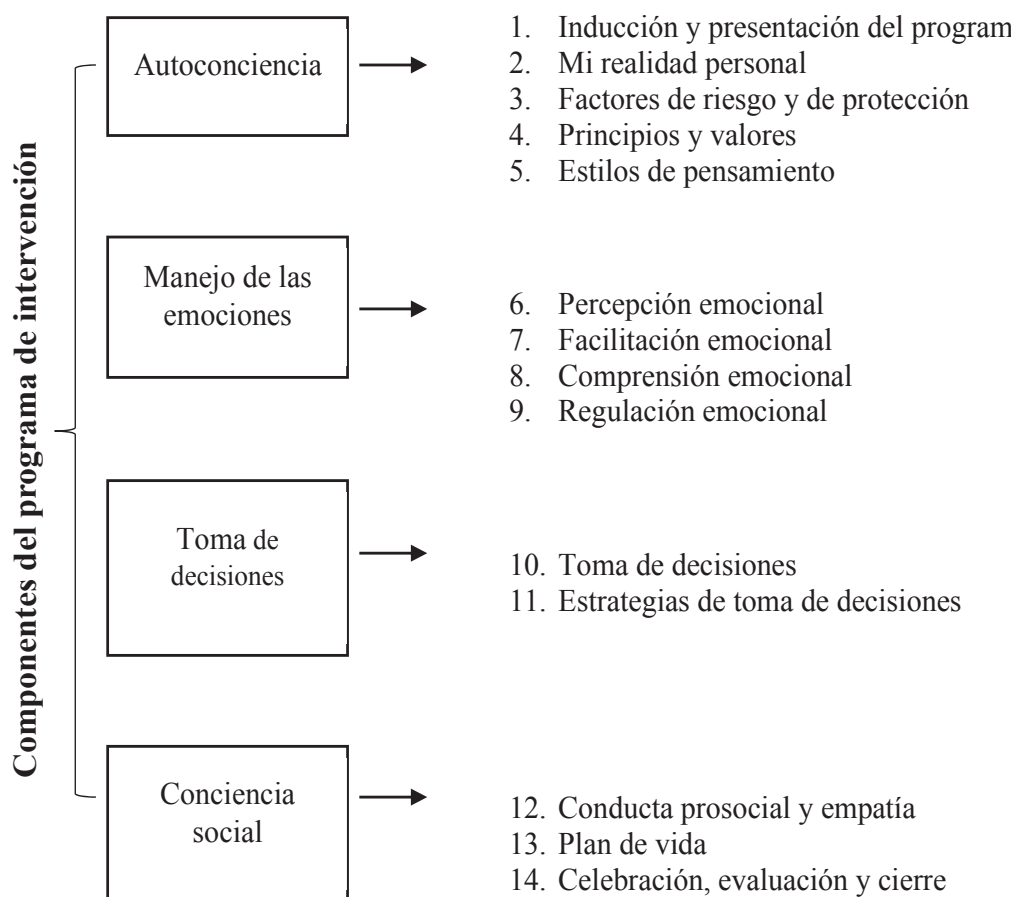 Componentes del programa de intervención
Autoconciencia
1. Inducción y presentación del program
2. Mi realidad personal
3. Factores de riesgo y de protección
4. Principios y valores
5. Estilos de pensamiento
Manejo de las
emociones
6. Percepción emocional
7. Facilitación emocional
8. Comprensión emocional
9. Regulación emocional
Toma de
decisiones
10. Toma de decisiones
11. Estrategias de toma de decisiones
Conciencia
social
12. Conducta prosocial y empatía
13. Plan de vida
14. Celebración, evaluación y cierre